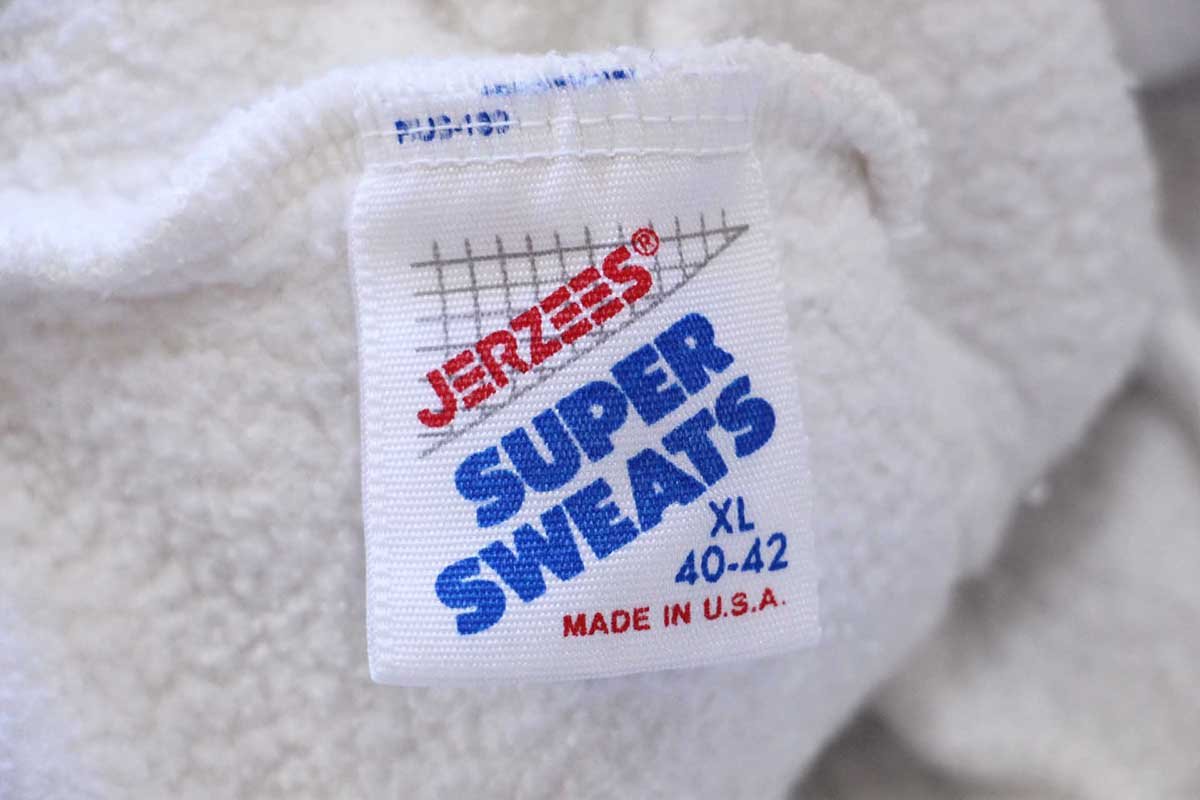 JERZEES®
SUPER
SWEATS
XL
40-42
MADE IN U.S.A.